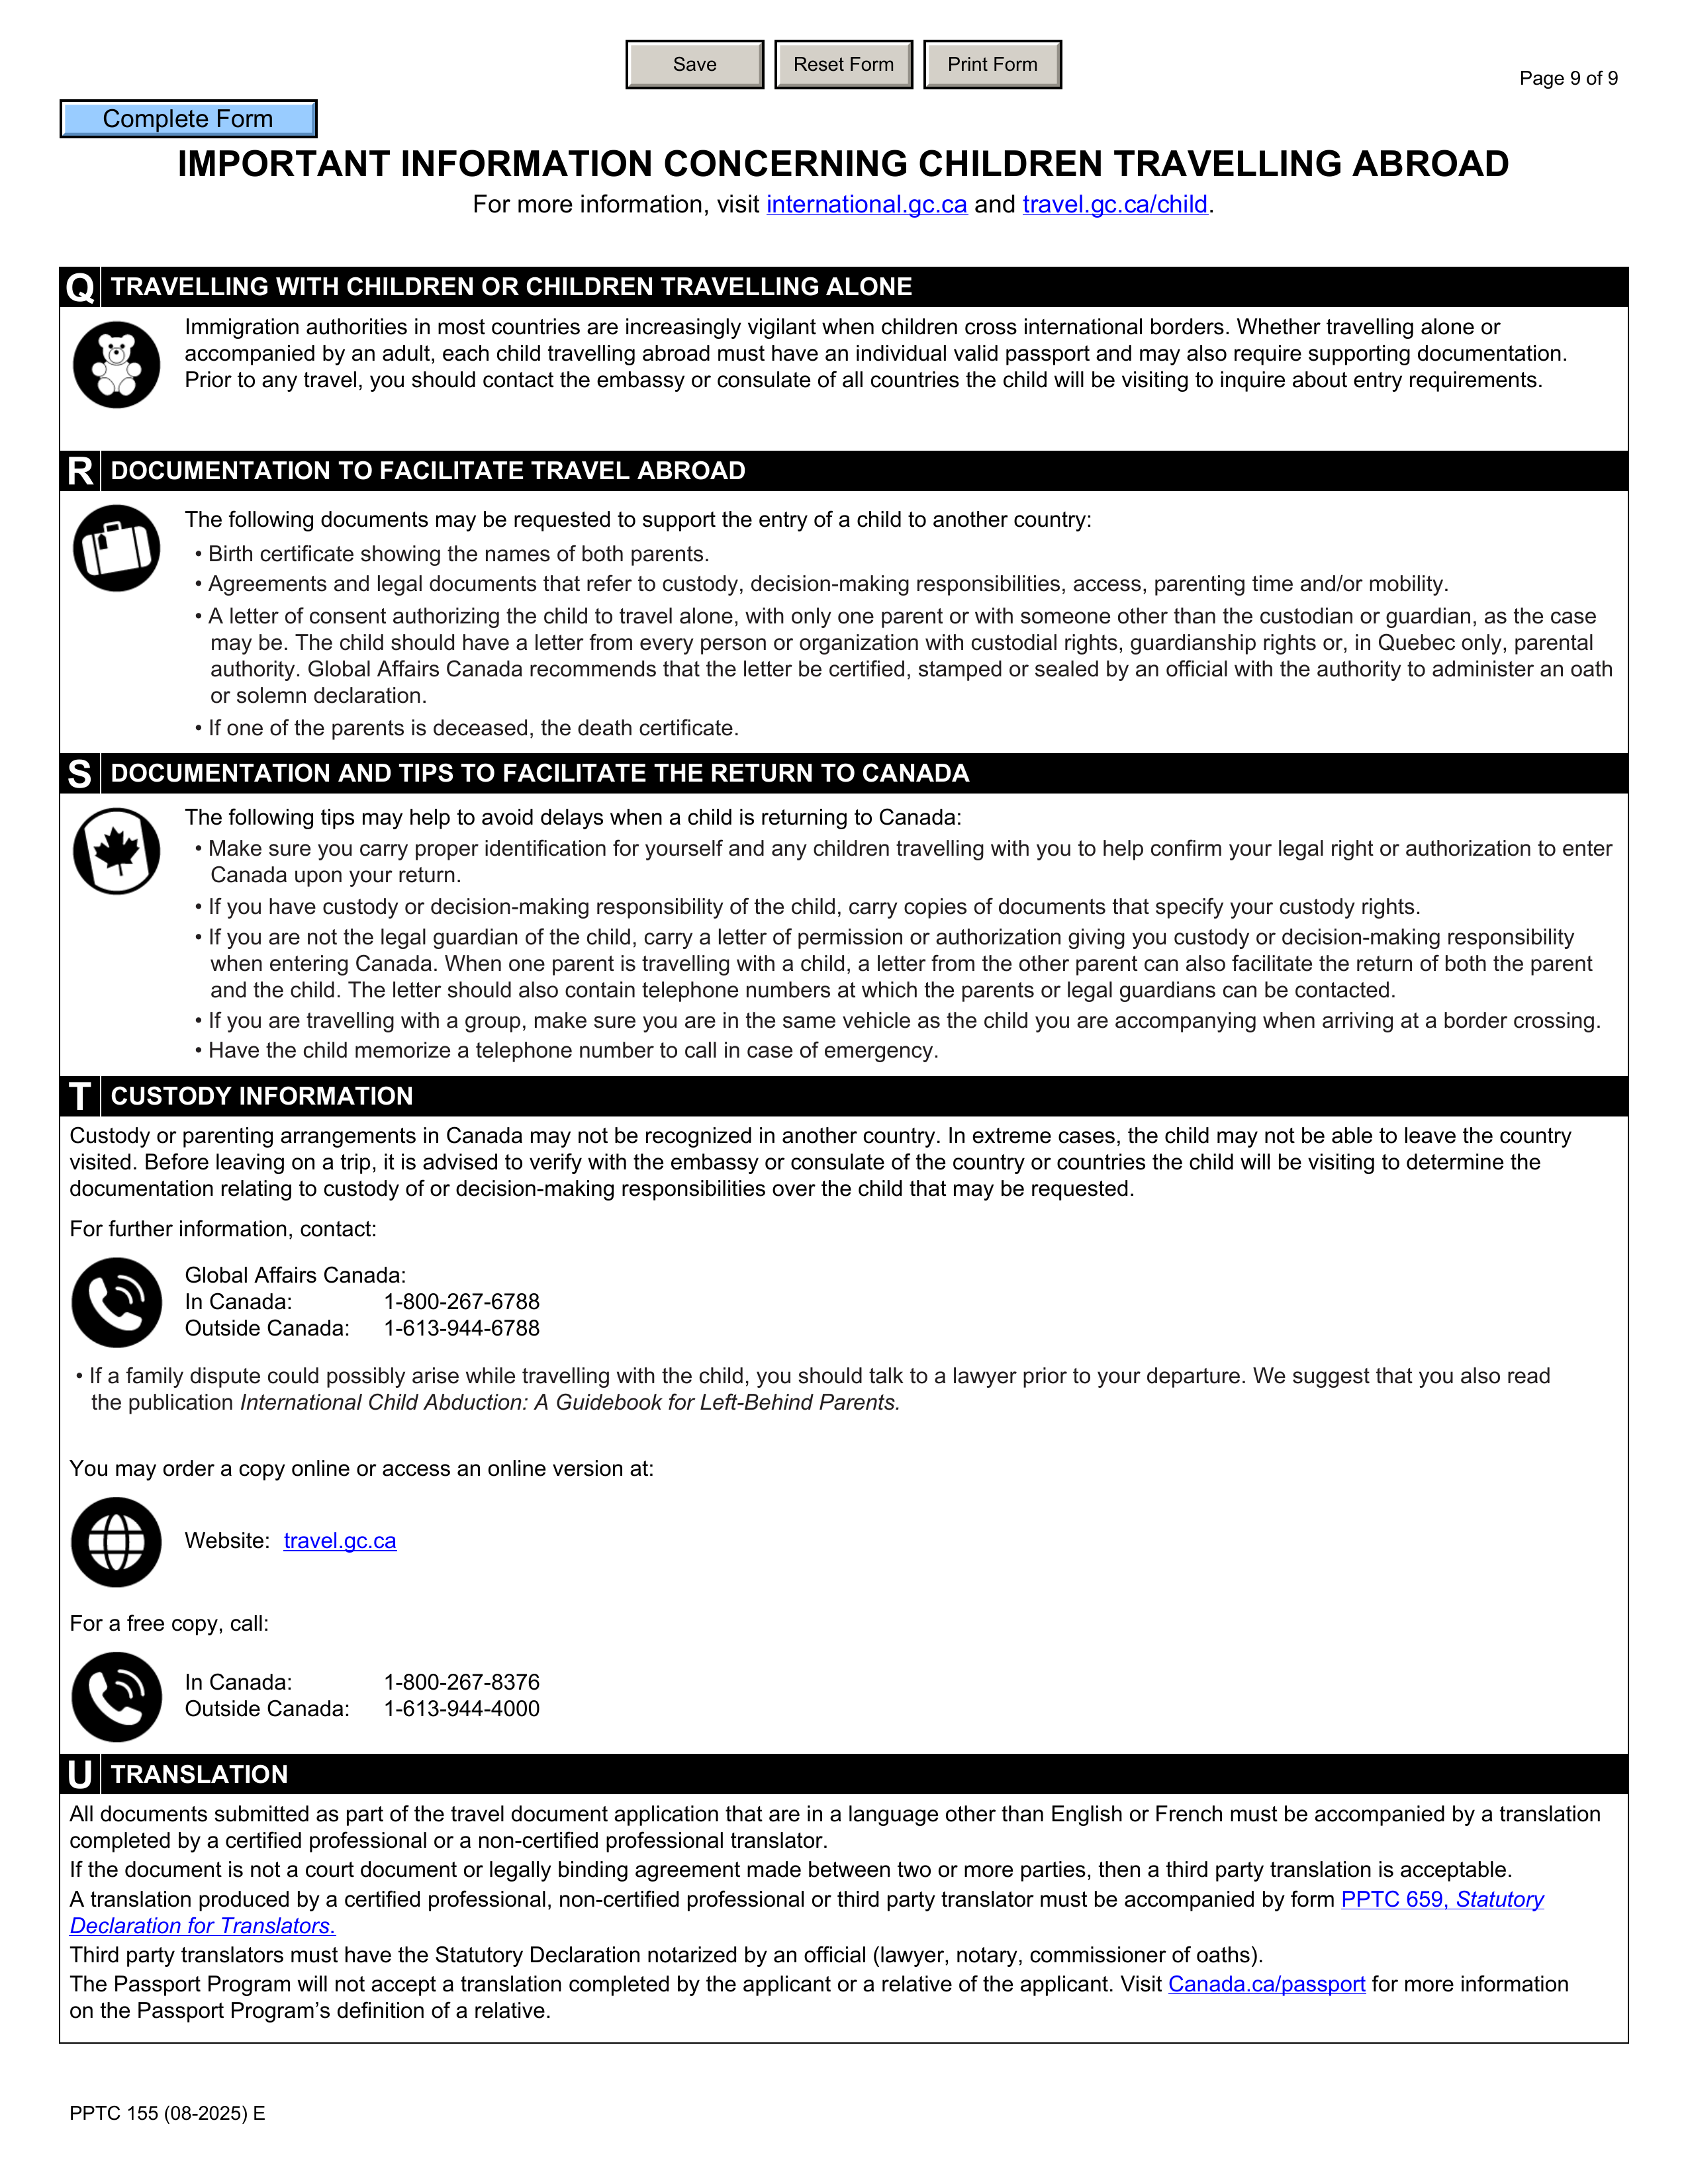 Save
Reset Form
Print Form
Page 9 of 9
Complete Form
IMPORTANT INFORMATION CONCERNING CHILDREN TRAVELLING ABROAD
For more information, visit international.gc.ca and travel.gc.ca/child.
Q TRAVELLING WITH CHILDREN OR CHILDREN TRAVELLING ALONE
Immigration authorities in most countries are increasingly vigilant when children cross international borders. Whether travelling alone or
accompanied by an adult, each child travelling abroad must have an individual valid passport and may also require supporting documentation.
Prior to any travel, you should contact the embassy or consulate of all countries the child will be visiting to inquire about entry requirements.
R DOCUMENTATION TO FACILITATE TRAVEL ABROAD
The following documents may be requested to support the entry of a child to another country:
• Birth certificate showing the names of both parents.
• Agreements and legal documents that refer to custody, decision-making responsibilities, access, parenting time and/or mobility.
• A letter of consent authorizing the child to travel alone, with only one parent or with someone other than the custodian or guardian, as the case
may be. The child should have a letter from every person or organization with custodial rights, guardianship rights or, in Quebec only, parental
authority. Global Affairs Canada recommends that the letter be certified, stamped or sealed by an official with the authority to administer an oath
or solemn declaration.
• If one of the parents is deceased, the death certificate.
S DOCUMENTATION AND TIPS TO FACILITATE THE RETURN TO CANADA
The following tips may help to avoid delays when a child is returning to Canada:
• Make sure you carry proper identification for yourself and any children travelling with you to help confirm your legal right or authorization to enter
Canada upon your return.
• If you have custody or decision-making responsibility of the child, carry copies of documents that specify your custody rights.
• If you are not the legal guardian of the child, carry a letter of permission or authorization giving you custody or decision-making responsibility
when entering Canada. When one parent is travelling with a child, a letter from the other parent can also facilitate the return of both the parent
and the child. The letter should also contain telephone numbers at which the parents or legal guardians can be contacted.
• If you are travelling with a group, make sure you are in the same vehicle as the child you are accompanying when arriving at a border crossing.
• Have the child memorize a telephone number to call in case of emergency.
T CUSTODY INFORMATION
Custody or parenting arrangements in Canada may not be recognized in another country. In extreme cases, the child may not be able to leave the country
visited. Before leaving on a trip, it is advised to verify with the embassy or consulate of the country or countries the child will be visiting to determine the
documentation relating to custody of or decision-making responsibilities over the child that may be requested.
For further information, contact:
Global Affairs Canada:
In Canada: 1-800-267-6788
Outside Canada: 1-613-944-6788
• If a family dispute could possibly arise while travelling with the child, you should talk to a lawyer prior to your departure. We suggest that you also read
the publication International Child Abduction: A Guidebook for Left-Behind Parents.
You may order a copy online or access an online version at:
Website: travel.gc.ca
For a free copy, call:
In Canada: 1-800-267-8376
Outside Canada: 1-613-944-4000
U TRANSLATION
All documents submitted as part of the travel document application that are in a language other than English or French must be accompanied by a translation
completed by a certified professional or a non-certified professional translator.
If the document is not a court document or legally binding agreement made between two or more parties, then a third party translation is acceptable.
A translation produced by a certified professional, non-certified professional or third party translator must be accompanied by form PPTC 659, Statutory
Declaration for Translators.
Third party translators must have the Statutory Declaration notarized by an official (lawyer, notary, commissioner of oaths).
The Passport Program will not accept a translation completed by the applicant or a relative of the applicant. Visit Canada.ca/passport for more information
on the Passport Program’s definition of a relative.
PPTC 155 (08-2025) E